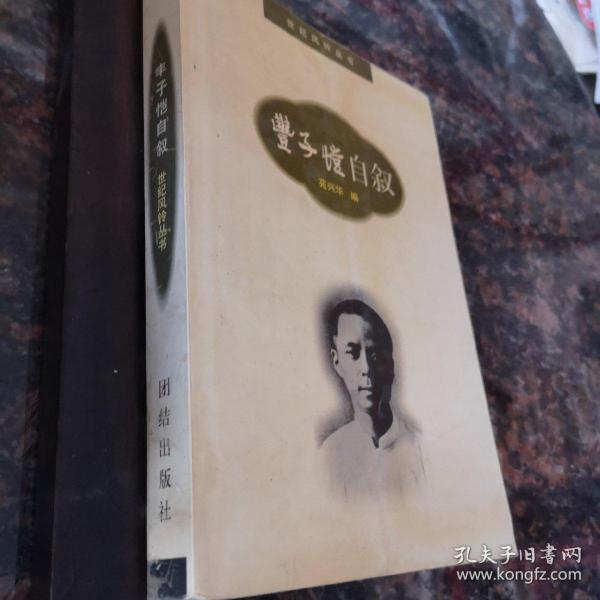 世纪风铃丛书
豐子愷自叙
苑兴华 编
丰子恺自叙
世纪风铃丛书
团结出版社
孔夫子旧书网
www.kongfz.com